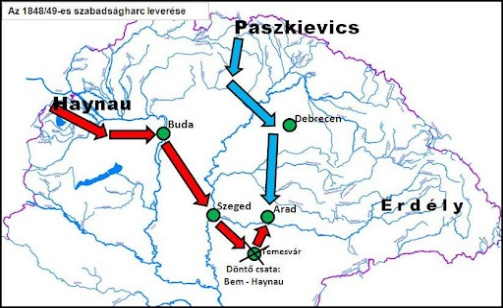 Az 1848/49-es szabadságharc leverése
Paszkievics
Haynau
Buda
Debrecen
Szeged
Arad
Erdély
Temesvár
Döntő csata:
Bem - Haynau